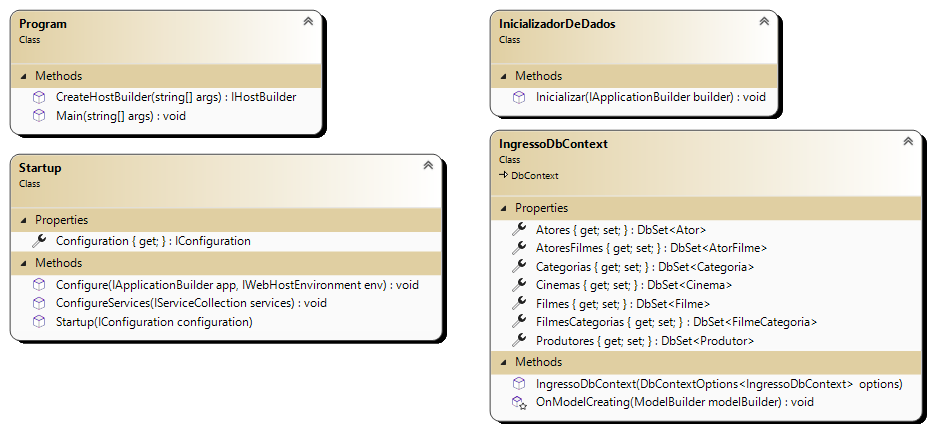 Program
Class
Methods
CreateHostBuilder(string[] args) : IHostBuilder
Main(string[] args) : void
Startup
Class
Properties
Configuration { get; } : IConfiguration
Methods
Configure(IApplicationBuilder app, IWebHostEnvironment env) : void
ConfigureServices(IServiceCollection services) : void
Startup(IConfiguration configuration)
InicializadorDeDados
Class
Methods
Inicializar(IApplicationBuilder builder) : void
IngressoDbContext
Class
DbContext
Properties
Atores { get; set; } : DbSet<Ator>
AtoresFilmes { get; set; } : DbSet<AtorFilme>
Categorias { get; set; } : DbSet<Categoria>
Cinemas { get; set; } : DbSet<Cinema>
Filmes { get; set; } : DbSet<Filme>
FilmesCategorias { get; set; } : DbSet<FilmeCategoria>
Produtores { get; set; } : DbSet<Produtor>
Methods
IngressoDbContext(DbContextOptions<IngressoDbContext> options)
OnModelCreating(ModelBuilder modelBuilder) : void